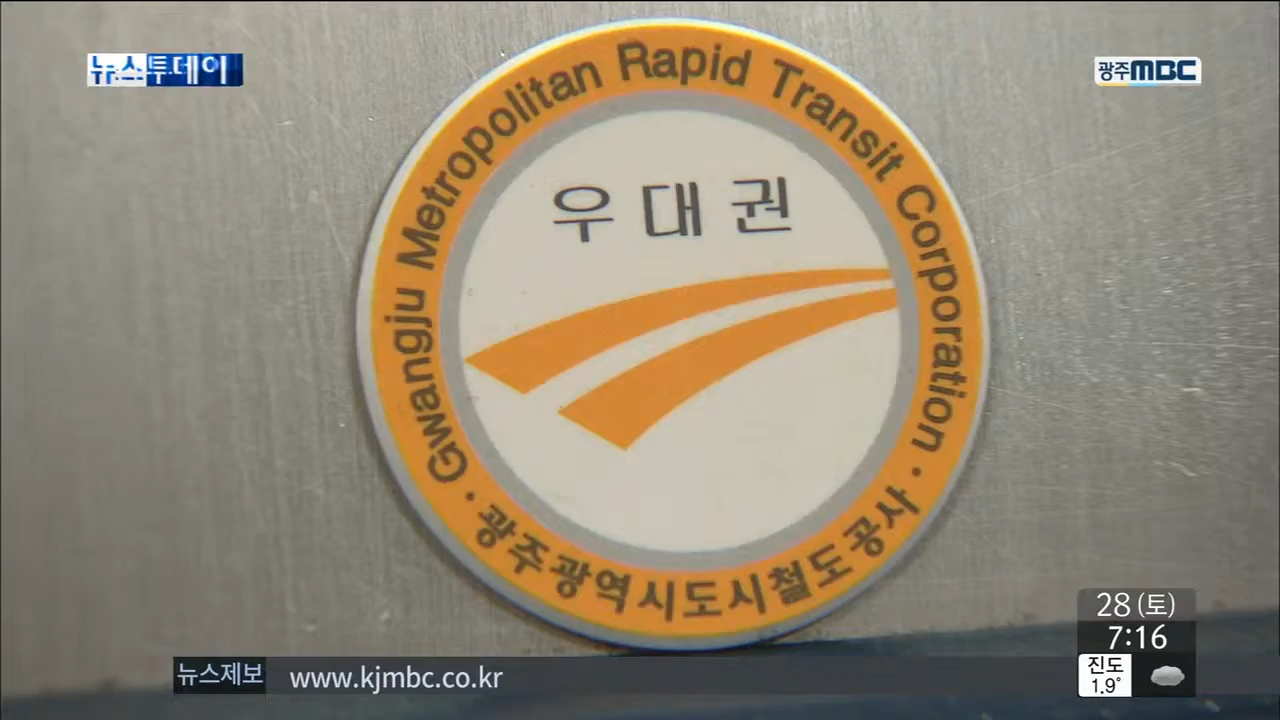 뉴스투데이
광주MBC
Gwangju Metropolitan Rapid Transit Corporation
우대권
· 광주광역시도시철도공사 ·
28 (토)
7:16
진도
1.9°
뉴스제보 www.kjmbc.co.kr